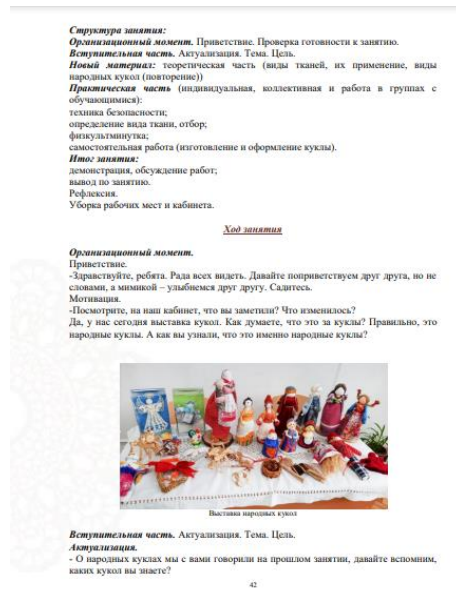 Структура занятия:
Организационный момент. Приветствие. Проверка готовности к занятию.
Вступительная часть. Актуализация. Тема. Цель.
Новый материал: теоретическая часть (виды тканей, их применение, виды
народных кукол (повторение))
Практическая часть (индивидуальная, коллективная и работа в группах с
обучающимися):
техника безопасности;
определение вида ткани, отбор;
физкультминутка;
самостоятельная работа (изготовление и оформление куклы).
Итог занятия:
демонстрация, обсуждение работ;
вывод по занятию.
Рефлексия.
Уборка рабочих мест и кабинета.
Ход занятия
Организационный момент.
Приветствие.
-Здравствуйте, ребята. Рада всех видеть. Давайте поприветствуем друг друга, но не
словами, а мимикой – улыбнемся друг другу. Садитесь.
Мотивация.
-Посмотрите, на наш кабинет, что вы заметили? Что изменилось?
Да, у нас сегодня выставка кукол. Как думаете, что это за куклы? Правильно, это
народные куклы. А как вы узнали, что это именно народные куклы?
Выставка народных кукол
Вступительная часть. Актуализация. Тема. Цель.
Актуализация.
- О народных куклах мы с вами говорили на прошлом занятии, давайте вспомним,
каких кукол вы знаете?
42